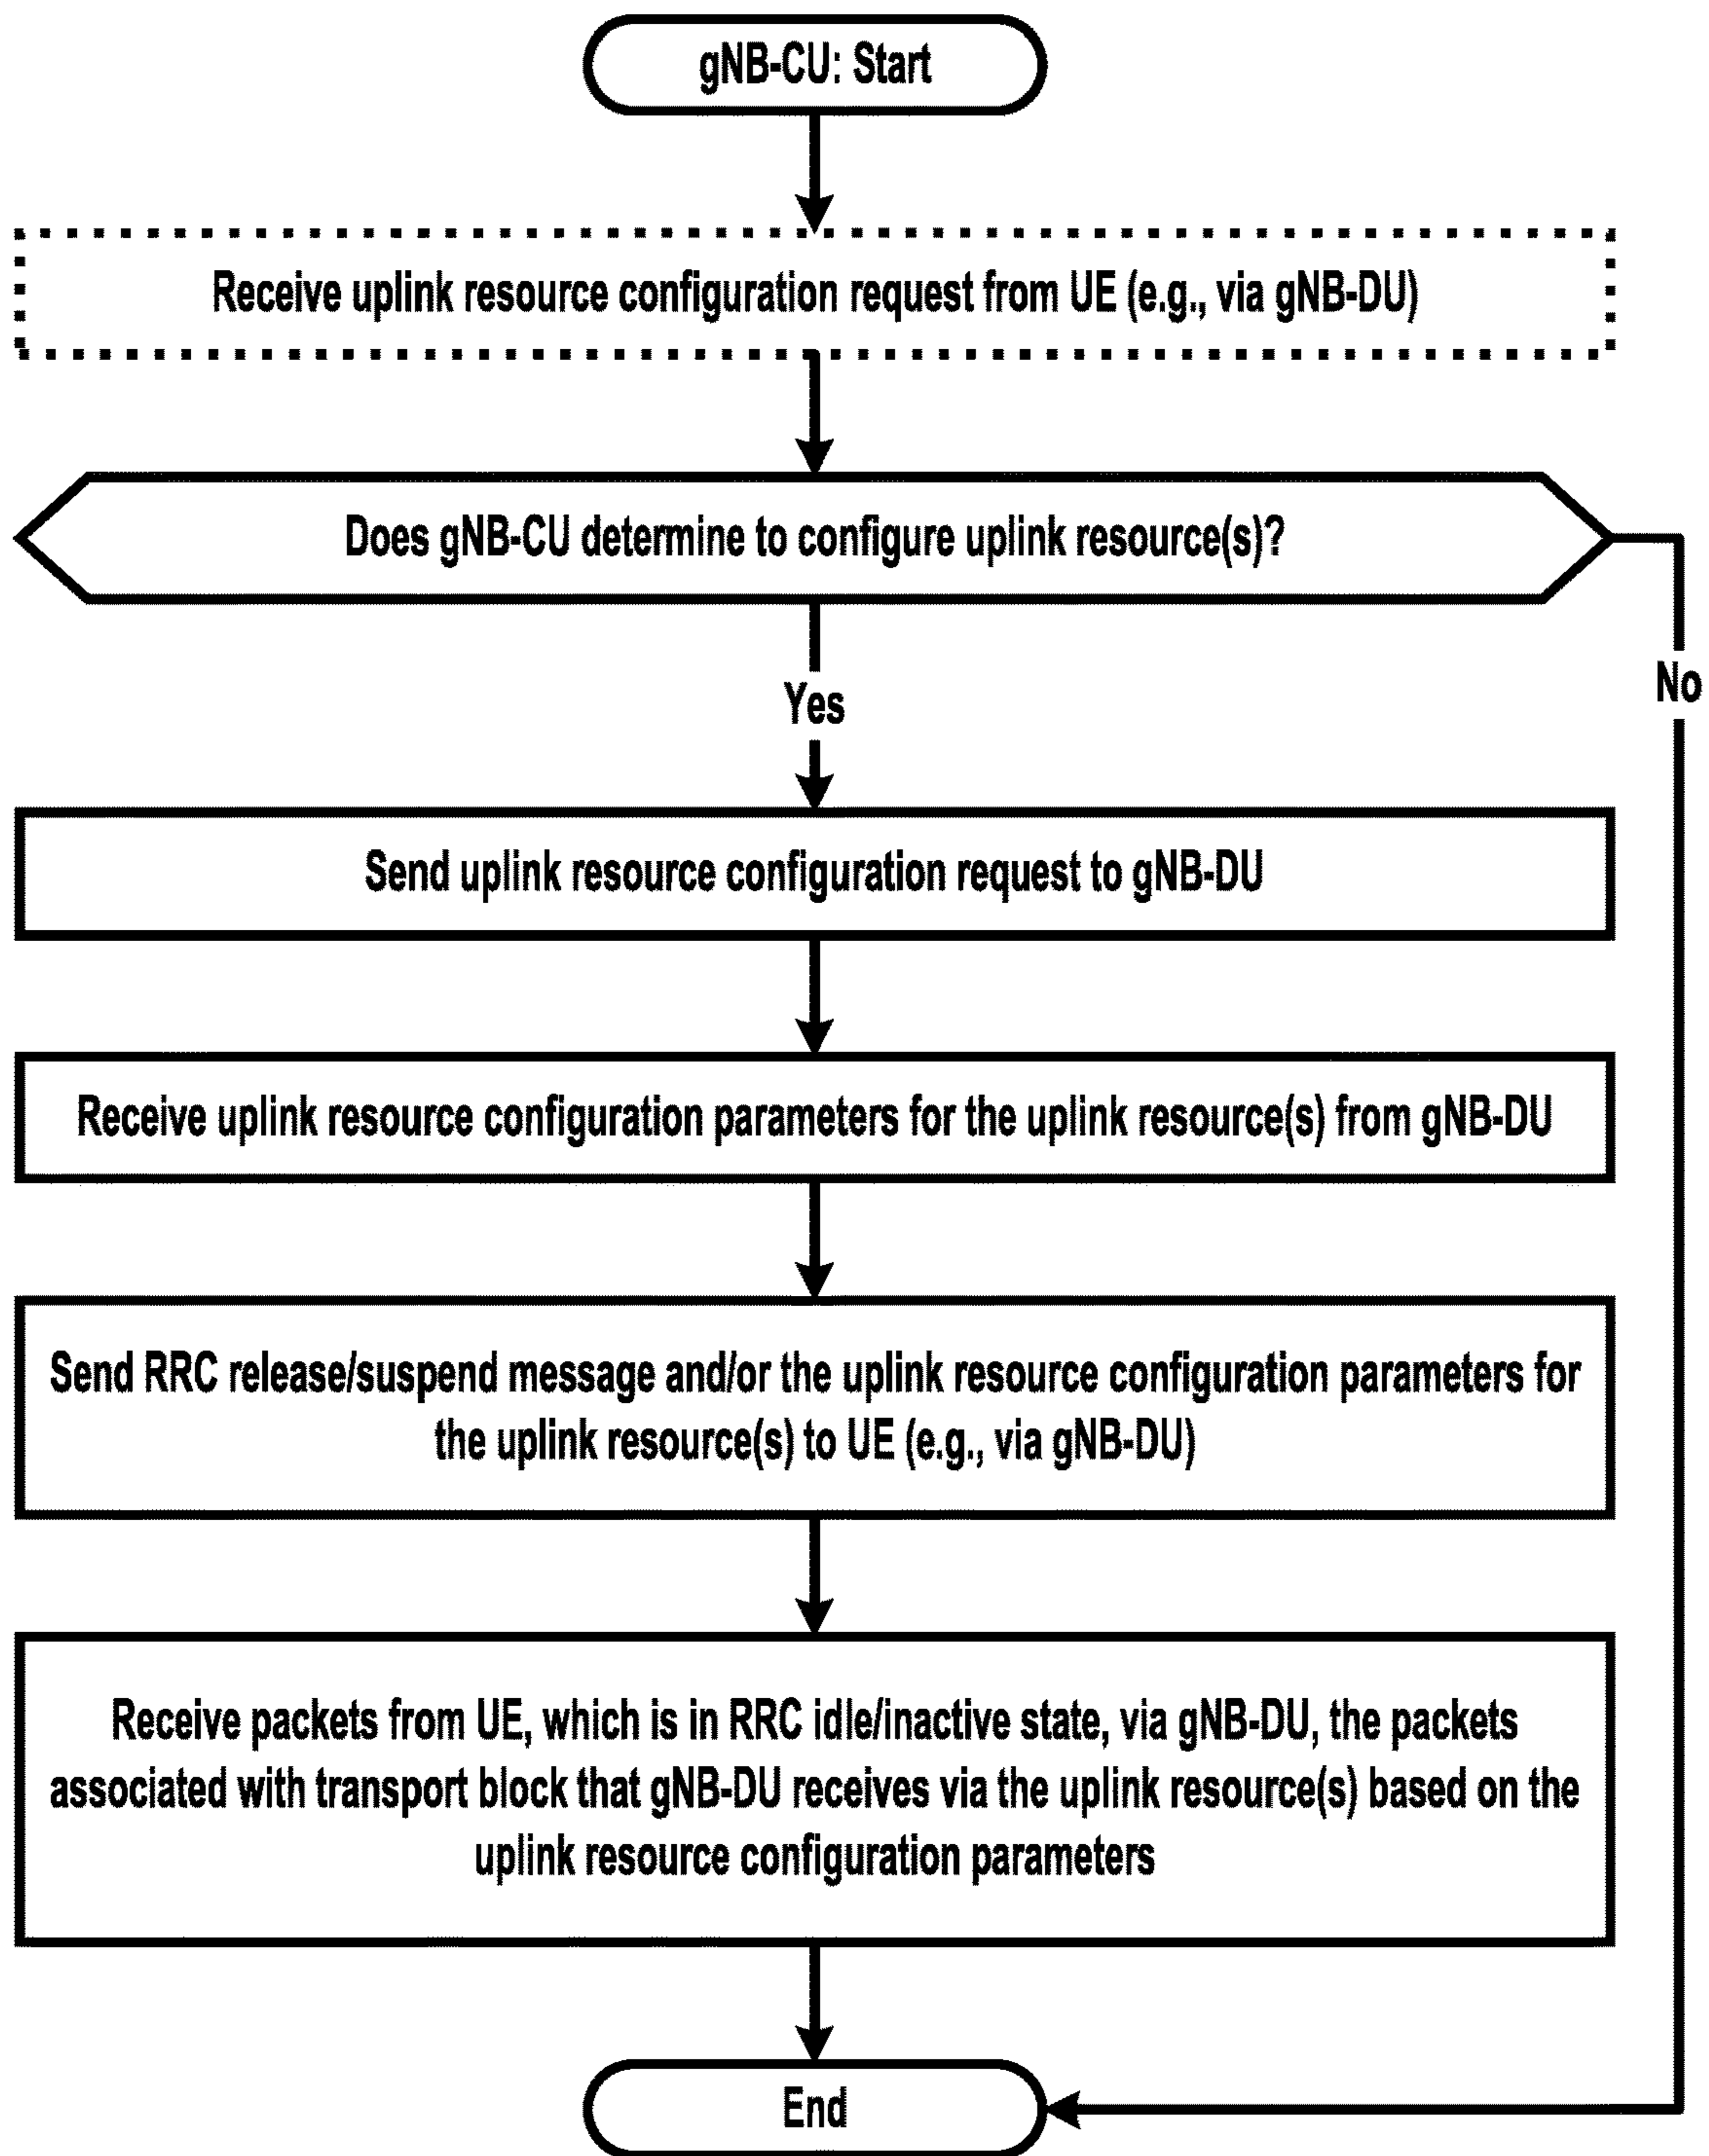 gNB-CU: Start
Receive uplink resource configuration request from UE (e.g., via gNB-DU)
Does gNB-CU determine to configure uplink resource(s)?
Yes
No
Send uplink resource configuration request to gNB-DU
Receive uplink resource configuration parameters for the uplink resource(s) from gNB-DU
Send RRC release/suspend message and/or the uplink resource configuration parameters for
the uplink resource(s) to UE (e.g., via gNB-DU)
Receive packets from UE, which is in RRC idle/inactive state, via gNB-DU, the packets
associated with transport block that gNB-DU receives via the uplink resource(s) based on the
uplink resource configuration parameters
End